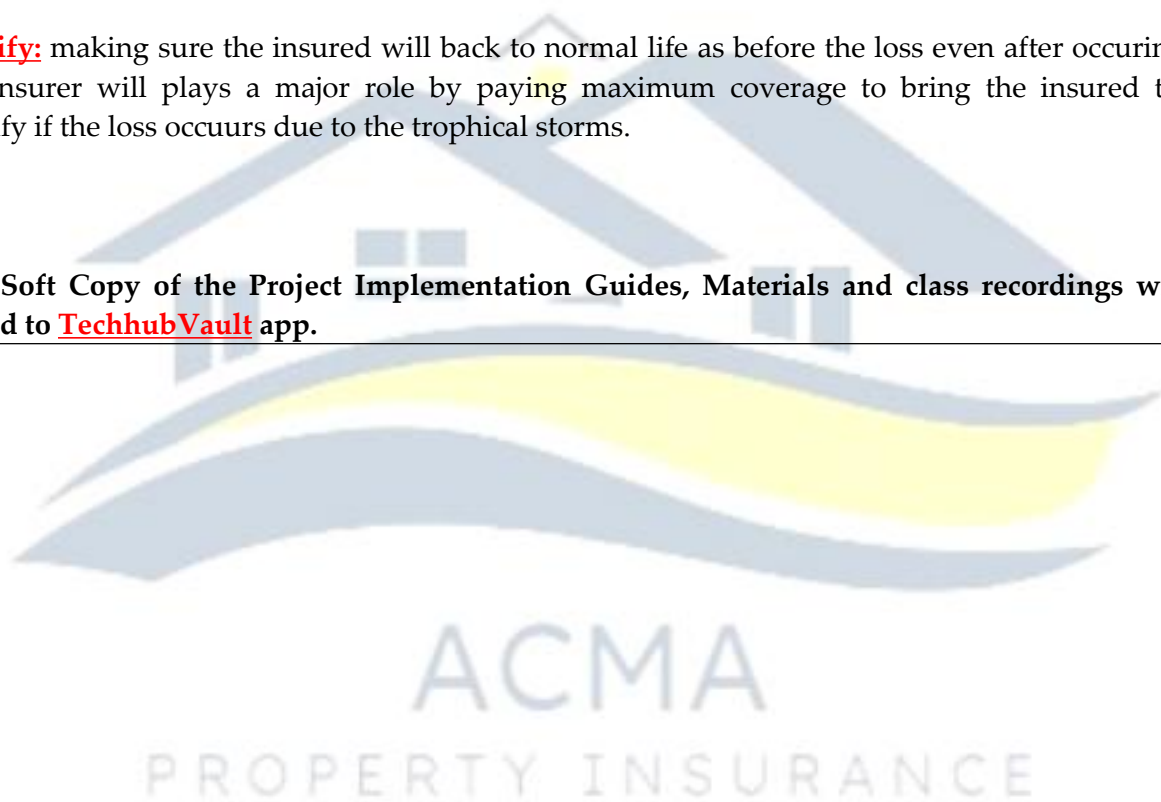 ify: making sure the insured will back to normal life as before the loss even after occurin
nsurer will plays a major role by paying maximum coverage to bring the insured t
fy if the loss occuurs due to the trophical storms.
Soft Copy of the Project Implementation Guides, Materials and class recordings w
d to TechhubVault app.
ACMA
PROPERTY INSURANCE